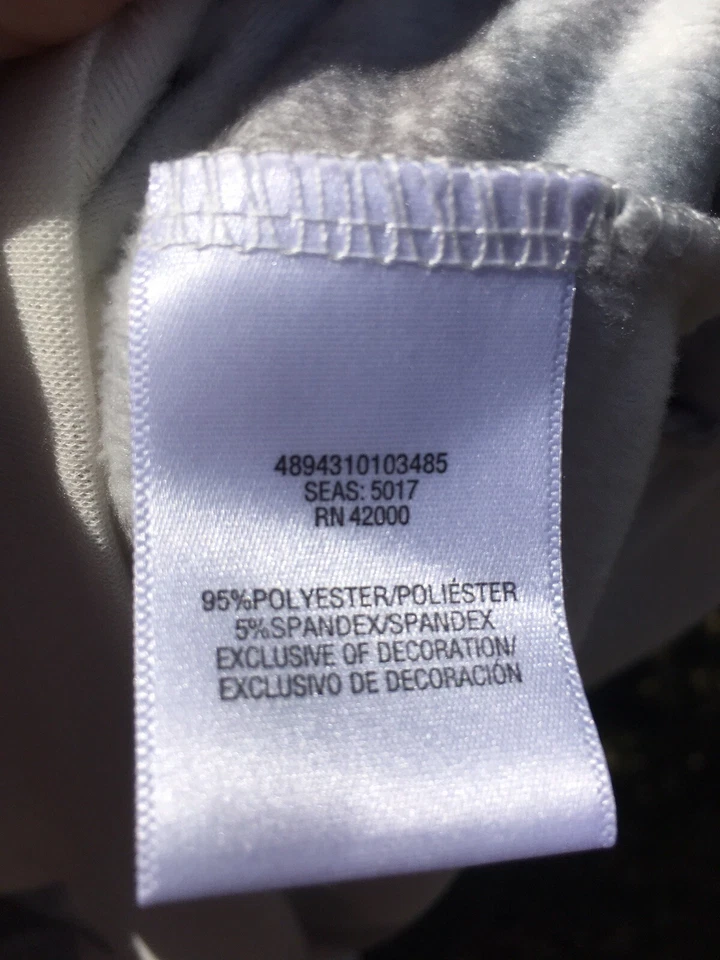 4894310103485
SEAS: 5017
RN 42000
95%POLYESTER/POLIÉSTER
5%SPANDEX/SPANDEX
EXCLUSIVE OF DECORATION/
EXCLUSIVO DE DECORACIÓN